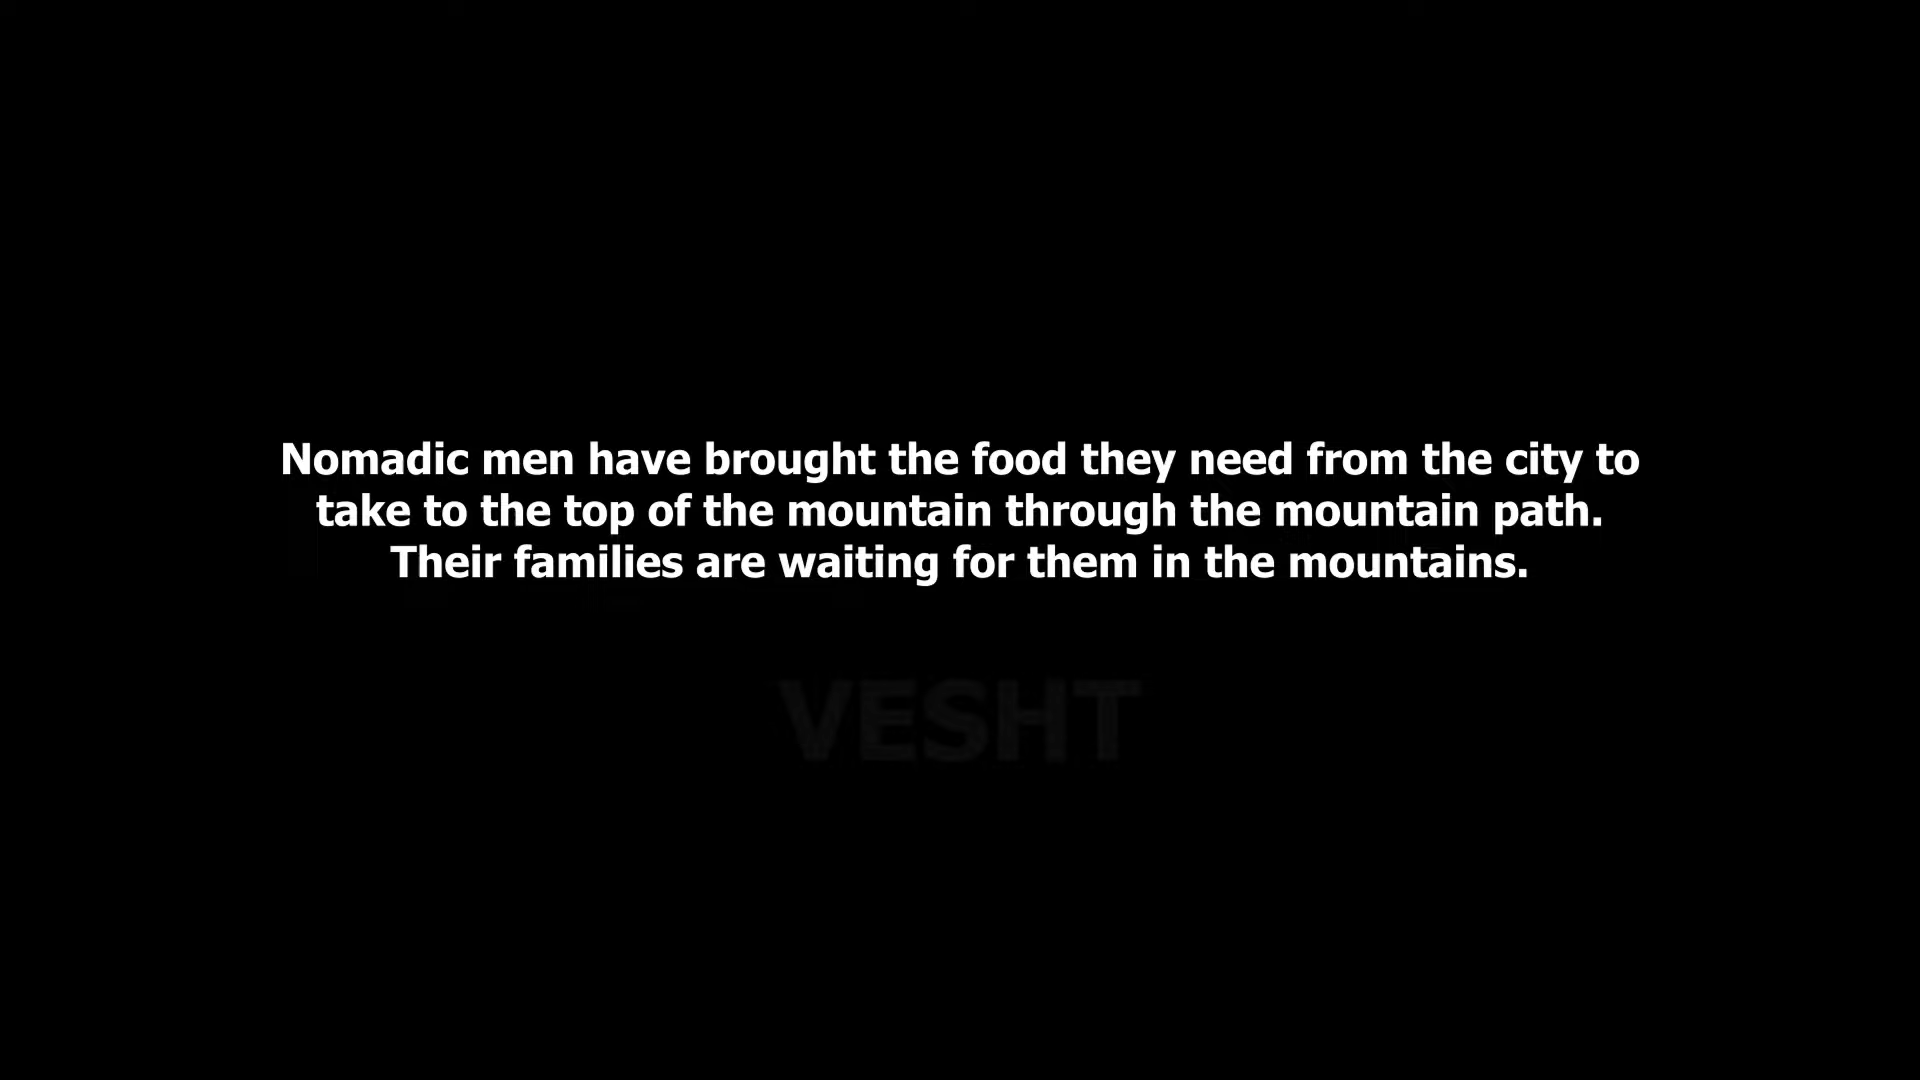 Nomadic men have brought the food they need from the city to
take to the top of the mountain through the mountain path.
Their families are waiting for them in the mountains.
VESHT